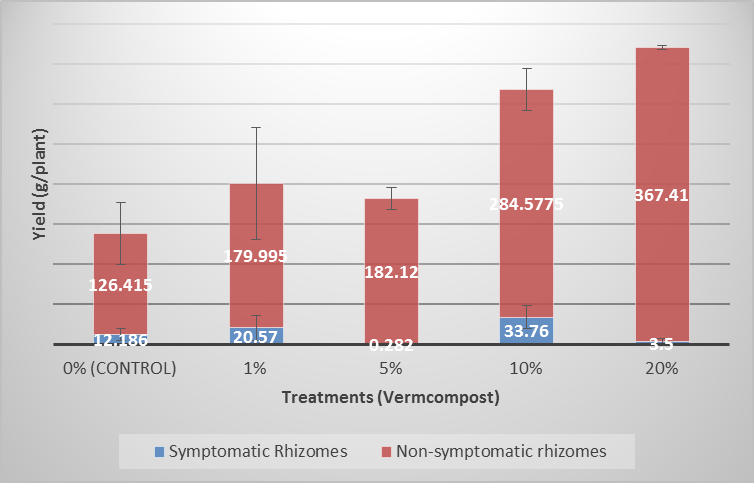 Yield (g/plant)
126.415
179.995
182.12
284.5775
367.41
12.186
20.57
0.282
33.76
3.5
0% (CONTROL)
1%
5%
10%
20%
Treatments (Vermcompost)
Symptomatic Rhizomes
Non-symptomatic rhizomes